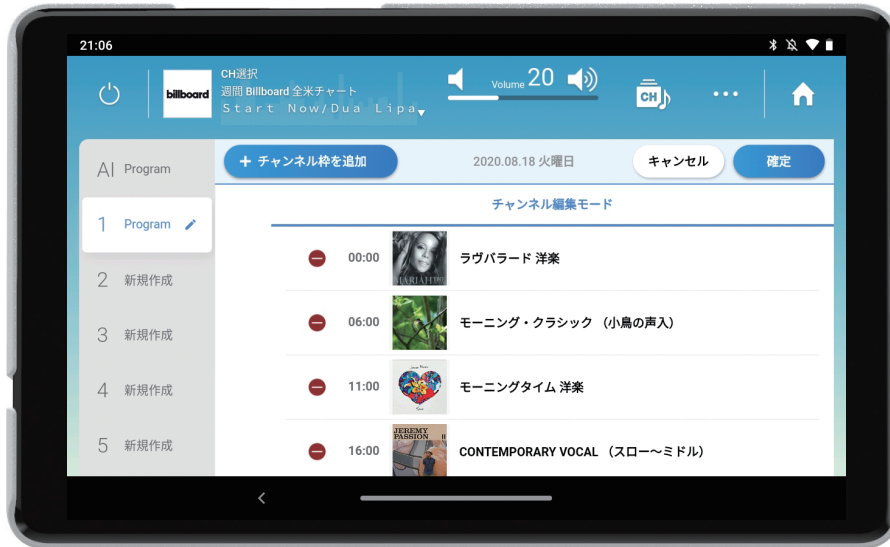 21:06
billboard
CH選択
週間 Billboard 全米チャート
Start Now/Dua Lipa
Volume 20
CH
AI Program
1 Program
2 新規作成
3 新規作成
4 新規作成
5 新規作成
+ チャンネル枠を追加
2020.08.18 火曜日
キャンセル
確定
チャンネル編集モード
00:00 ラヴバラード 洋楽
MARIAH
06:00 モーニング・クラシック （小鳥の声入）
11:00 モーニングタイム 洋楽
16:00 CONTEMPORARY VOCAL （スロー〜ミドル）
JEREMY
PASSION